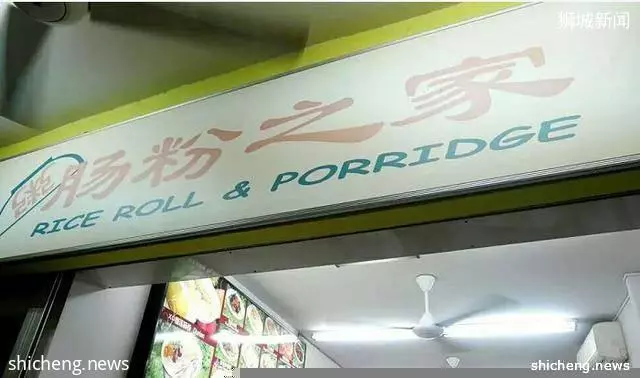 狮城新闻
肠粉之家
RICE ROLL & PORRIDGE
shicheng.news
shicheng.news